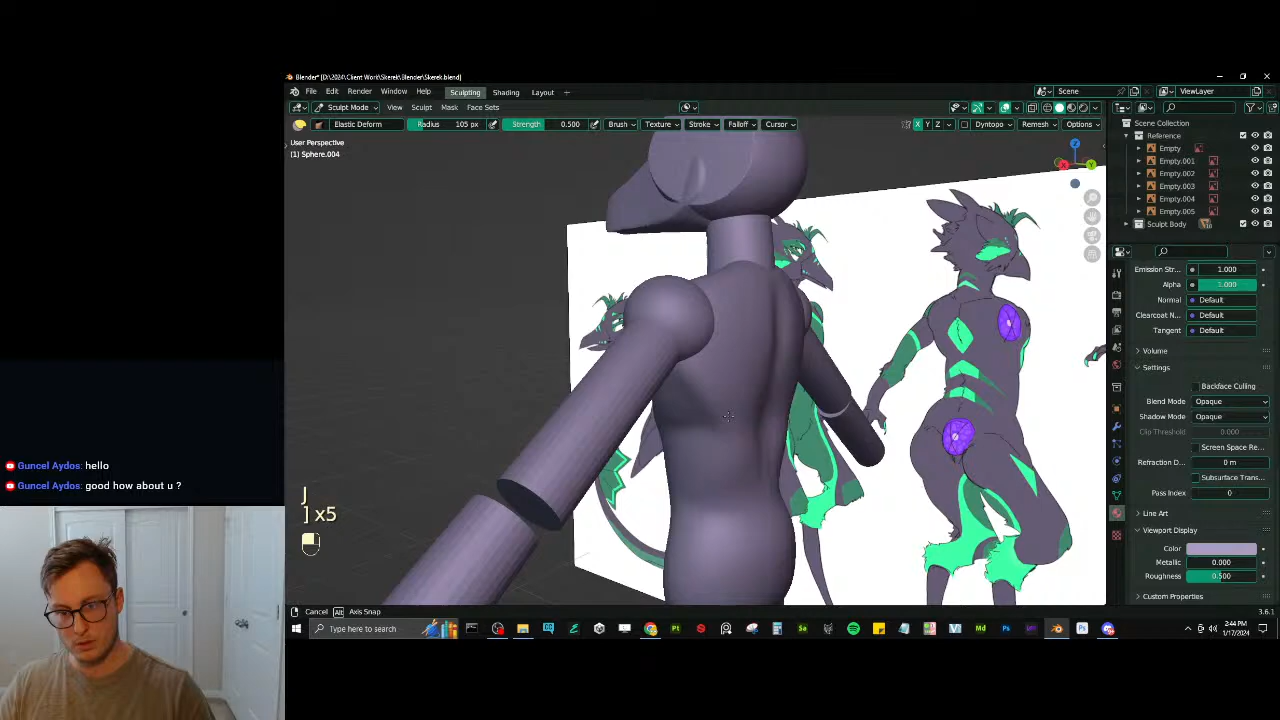 Blender* [D:\2024\Client Work\Skerek\Blender\Skerek.blend]
File Edit Render Window Help Sculpting Shading Layout + Scene ViewLayer
Sculpt Mode View Sculpt Mask Face Sets
Elastic Deform Radius 105 px Strength 0.500 Brush Texture Stroke Falloff Cursor X Y Z Dyntopo Remesh Options
User Perspective
(1) Sphere.004
Scene Collection
Reference
Empty
Empty.001
Empty.002
Empty.003
Empty.004
Empty.005
Sculpt Body
Emission Str... 1.000
Alpha 1.000
Normal Default
Clearcoat N... Default
Tangent Default
Volume
Settings
Backface Culling
Blend Mode Opaque
Shadow Mode Opaque
Clip Threshold 0.000
Screen Space Re...
Refraction D... 0 m
Subsurface Trans...
Pass Index 0
Line Art
Viewport Display
Color
Metallic 0.000
Roughness 0.500
Custom Properties
Guncel Aydos: hello
Guncel Aydos: good how about u ?
J
] x5
Cancel Alt Axis Snap
3.6.1
Type here to search
2:44 PM
1/17/2024